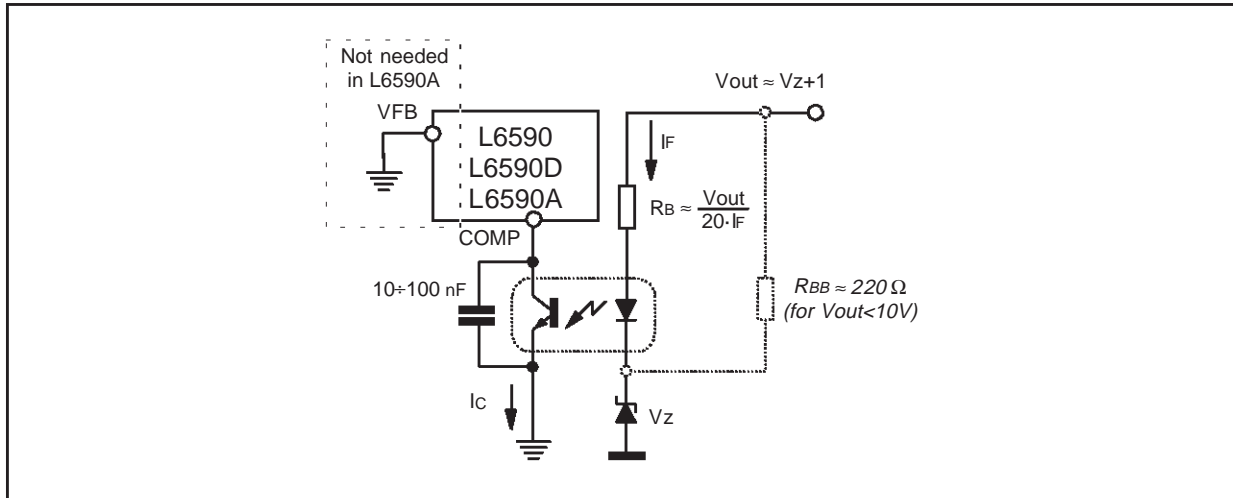 Not needed
in L6590A
VFB
L6590
L6590D
L6590A
COMP
10÷100 nF
IC
Vout ≈ Vz+1
IF
RB ≈ Vout
20·IF
RBB ≈ 220 Ω
(for Vout<10V)
Vz